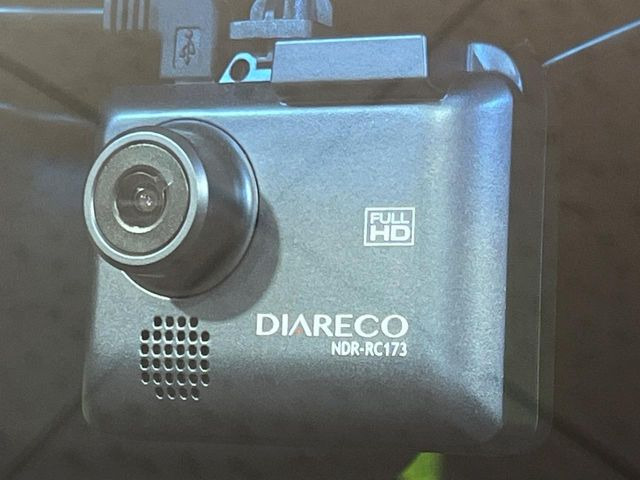 FULL
HD
DIARECO
NDR-RC173